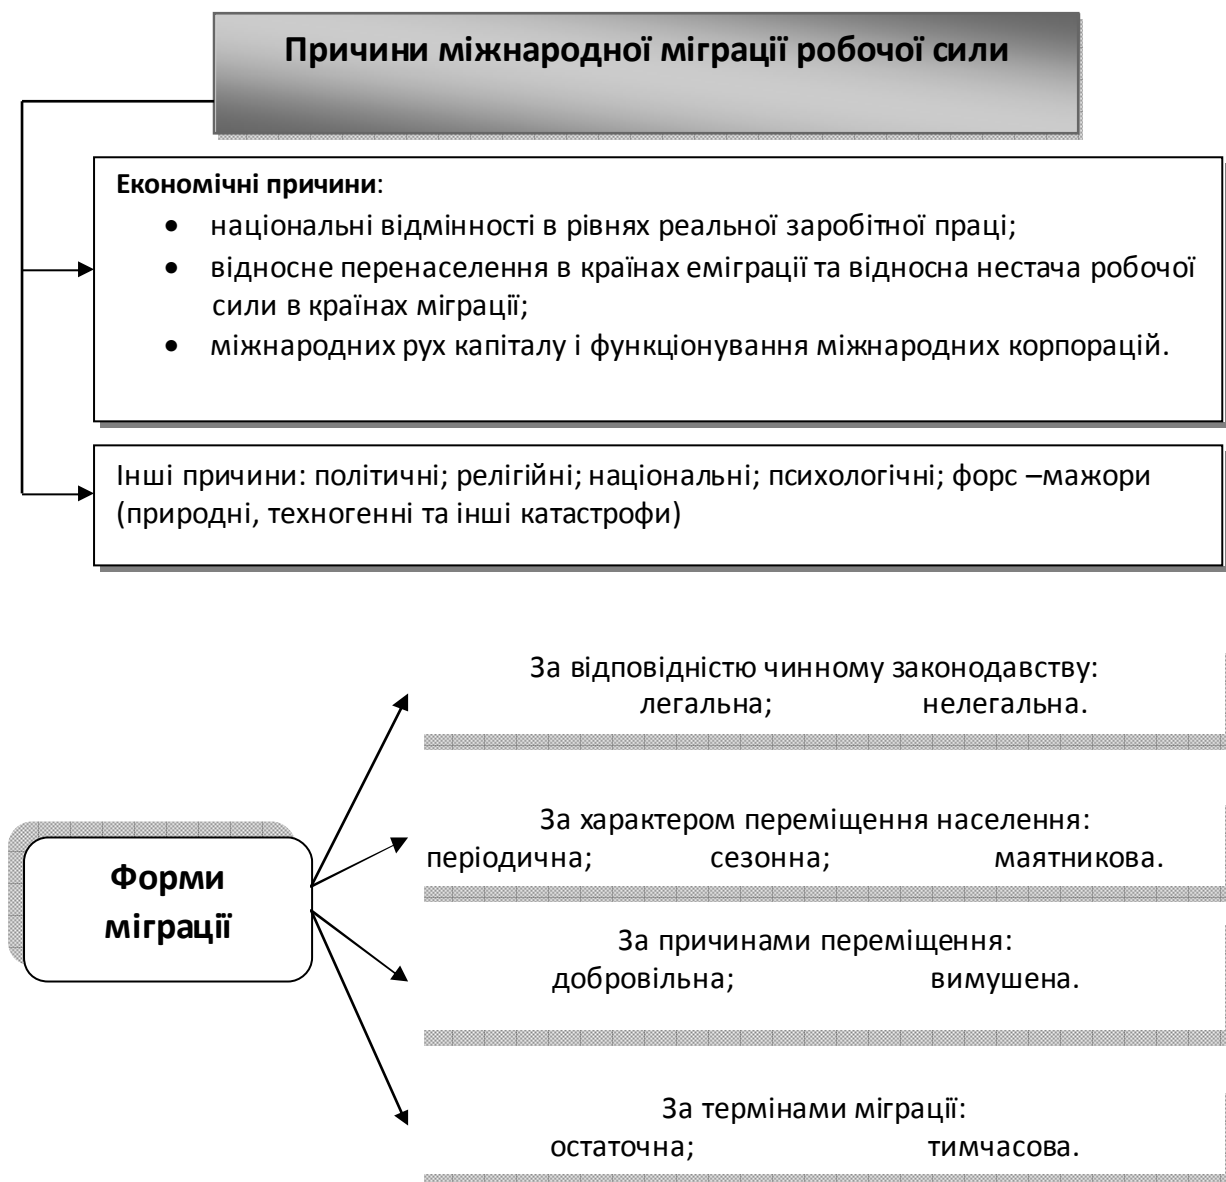 Причини міжнародної міграції робочої сили
Економічні причини:
• національні відмінності в рівнях реальної заробітної праці;
• відносне перенаселення в країнах еміграції та відносна нестача робочої
сили в країнах міграції;
• міжнародних рух капіталу і функціонування міжнародних корпорацій.
Інші причини: політичні; релігійні; національні; психологічні; форс –мажори
(природні, техногенні та інші катастрофи)
Форми
міграції
За відповідністю чинному законодавству:
легальна; нелегальна.
За характером переміщення населення:
періодична; сезонна; маятникова.
За причинами переміщення:
добровільна; вимушена.
За термінами міграції:
остаточна; тимчасова.